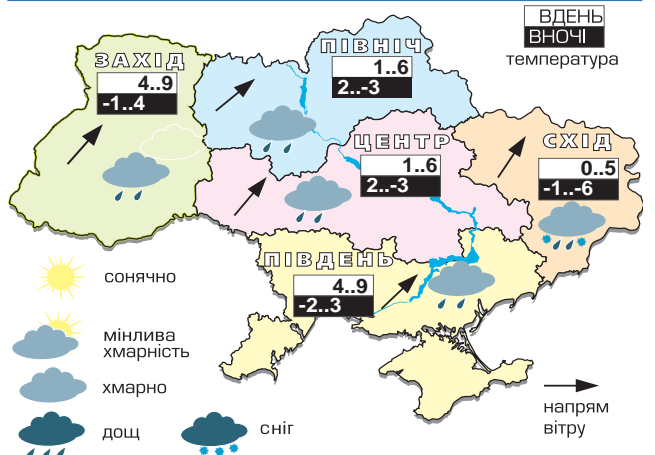 ВДЕНЬ
ВНОЧІ
температура
ЗАХІД
4..9
-1..4
ПІВНІЧ
1..6
2..-3
ЦЕНТР
1..6
2..-3
СХІД
0..5
-1..-6
ПІВДЕНЬ
4..9
-2..3
сонячно
мінлива
хмарність
хмарно
дощ
сніг
напрям
вітру